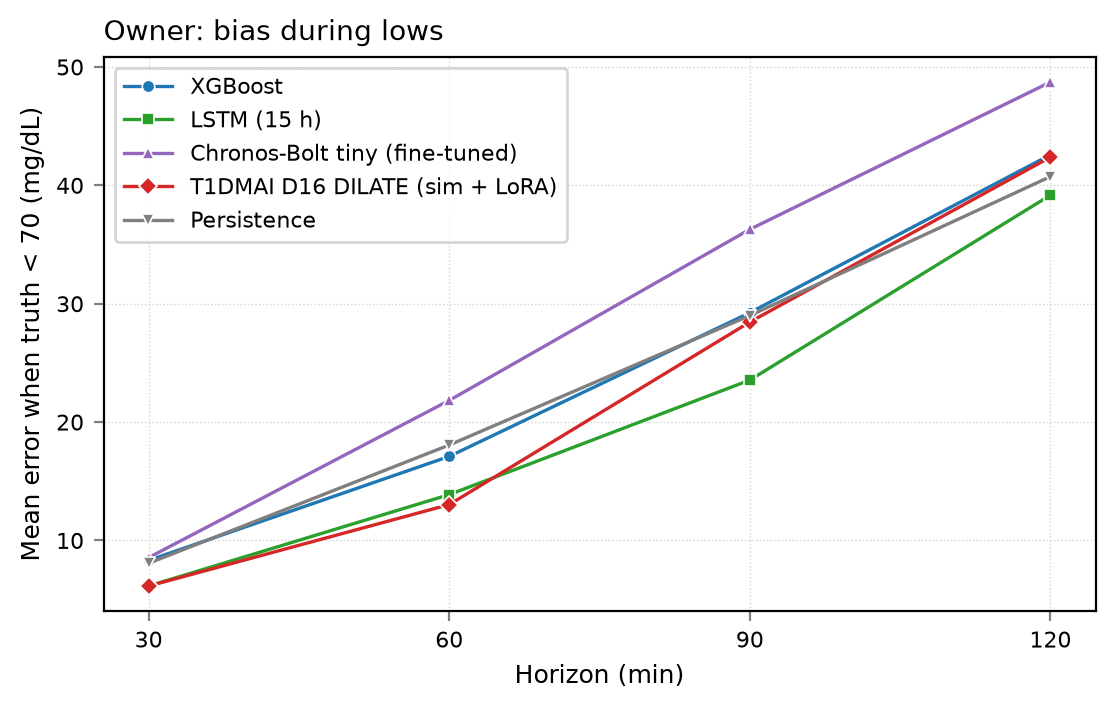 Owner: bias during lows
XGBoost
LSTM (15 h)
Chronos-Bolt tiny (fine-tuned)
T1DMAI D16 DILATE (sim + LoRA)
Persistence
Mean error when truth < 70 (mg/dL)
50
40
30
20
10
30
60
90
120
Horizon (min)